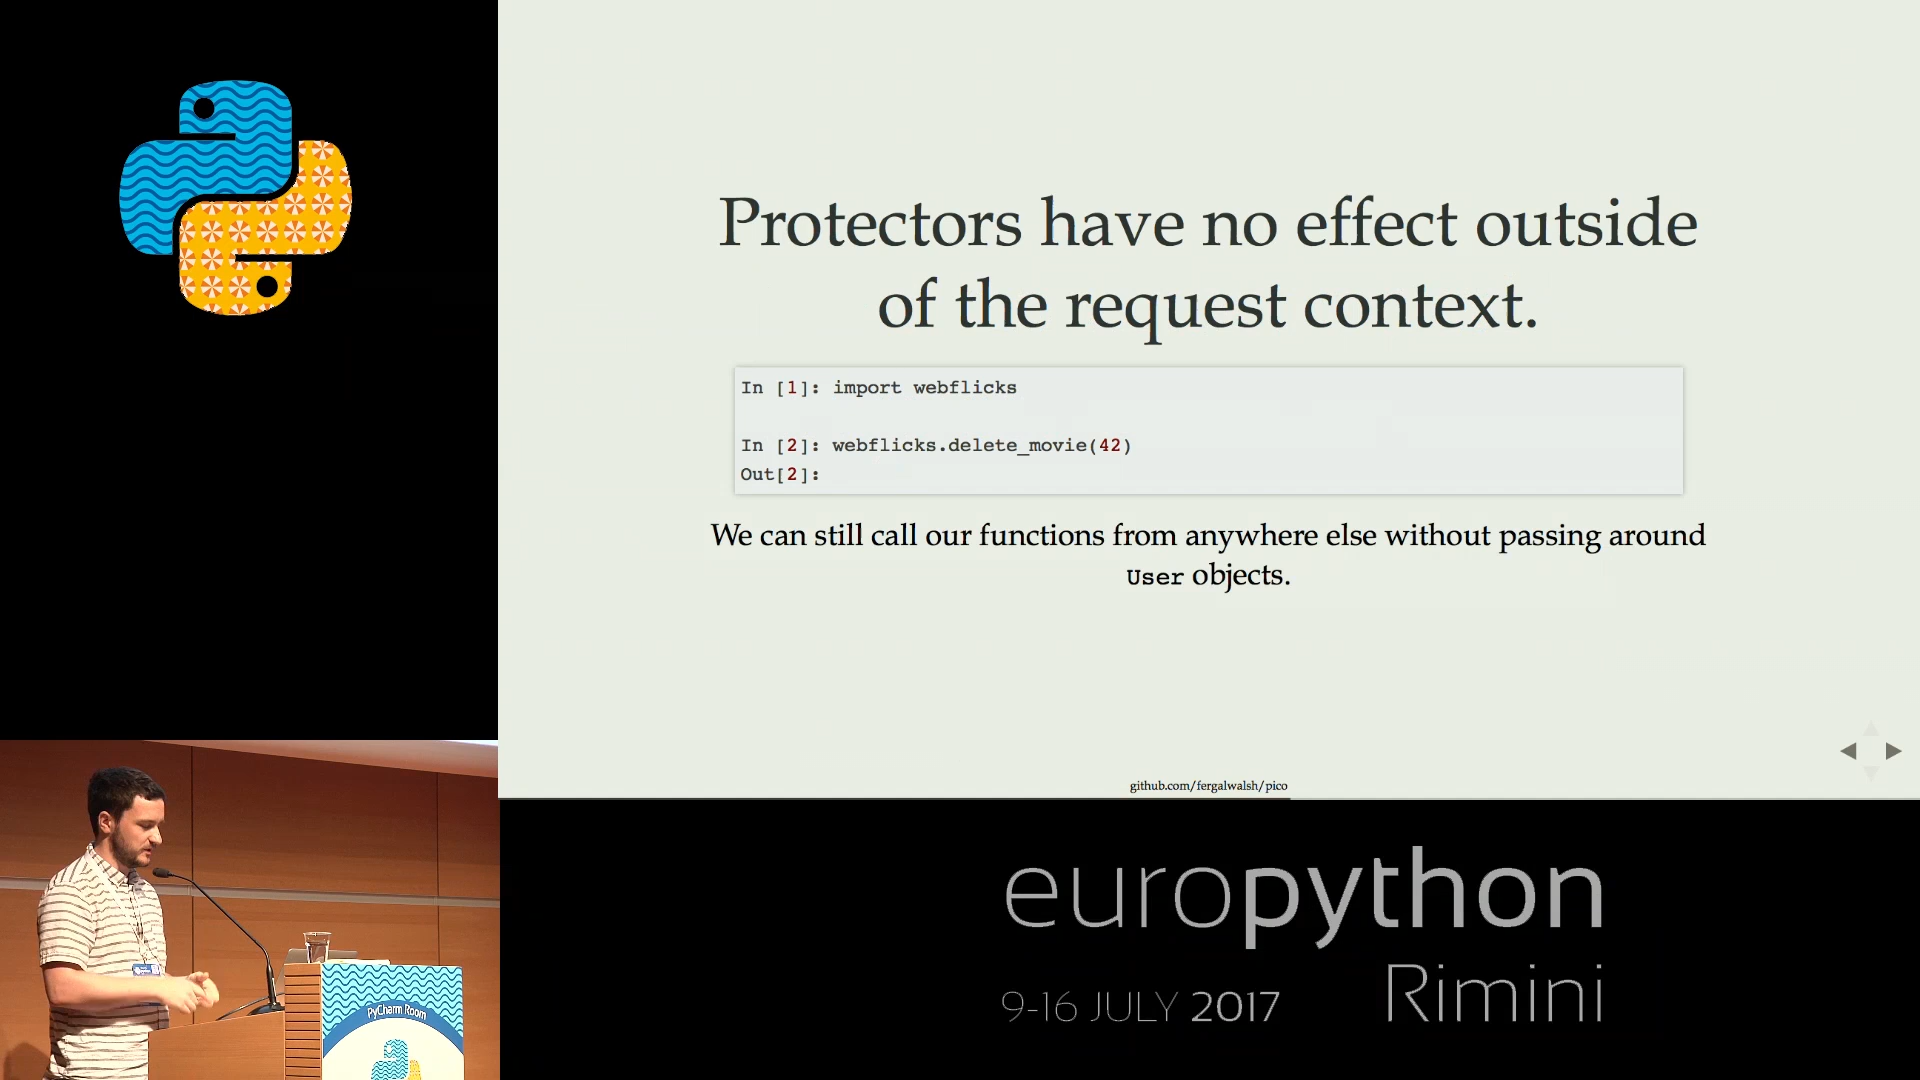 Protectors have no effect outside
of the request context.
In [1]: import webflicks
In [2]: webflicks.delete_movie(42)
Out[2]:
We can still call our functions from anywhere else without passing around
User objects.
github.com/fergalwalsh/pico
PyCharm Room
europython
9-16 JULY 2017
Rimini